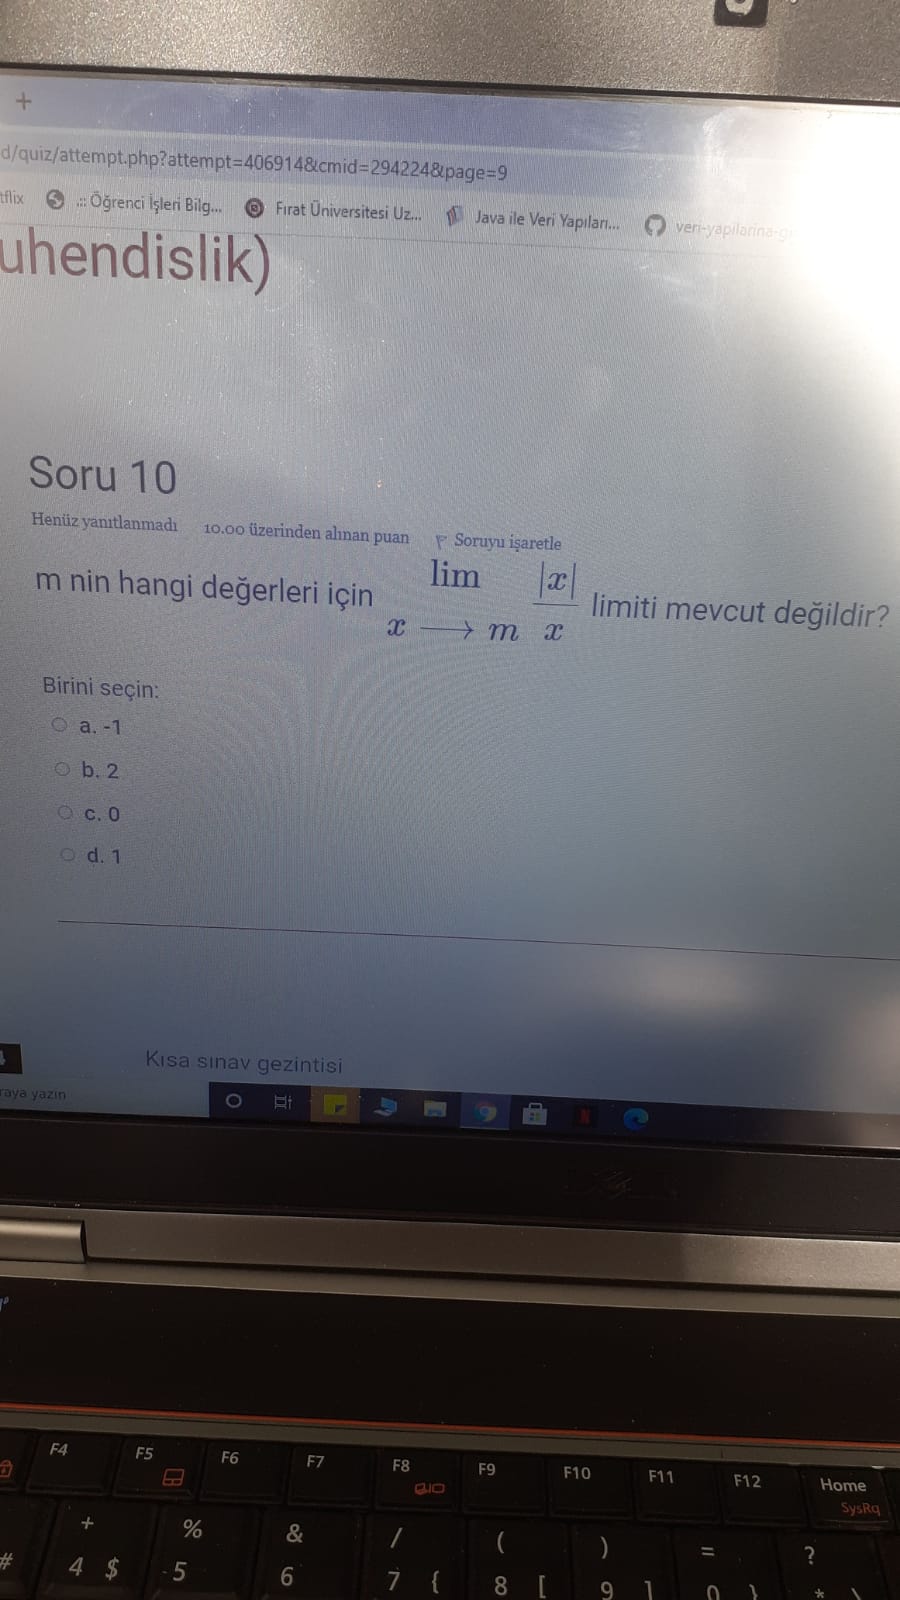 +
d/quiz/attempt.php?attempt=406914&cmid=294224&page=9
tflix .:: Öğrenci İşleri Bilg... Fırat Üniversitesi Uz... Java ile Veri Yapıları... veri-yapilarina-gi
uhendislik)
Soru 10
Henüz yanıtlanmadı 10.00 üzerinden alınan puan Soruyu işaretle
m nin hangi değerleri için lim x ⟶ m |x| / x limiti mevcut değildir?
Birini seçin:
a. -1
b. 2
c. 0
d. 1
Kısa sınav gezintisi
raya yazın
F4 F5 F6 F7 F8 F9 F10 F11 F12 Home
SysRq
+ % & / ( ) = ?
# 4 $ 5 6 7 { 8 [ 9 ] 0 } * \